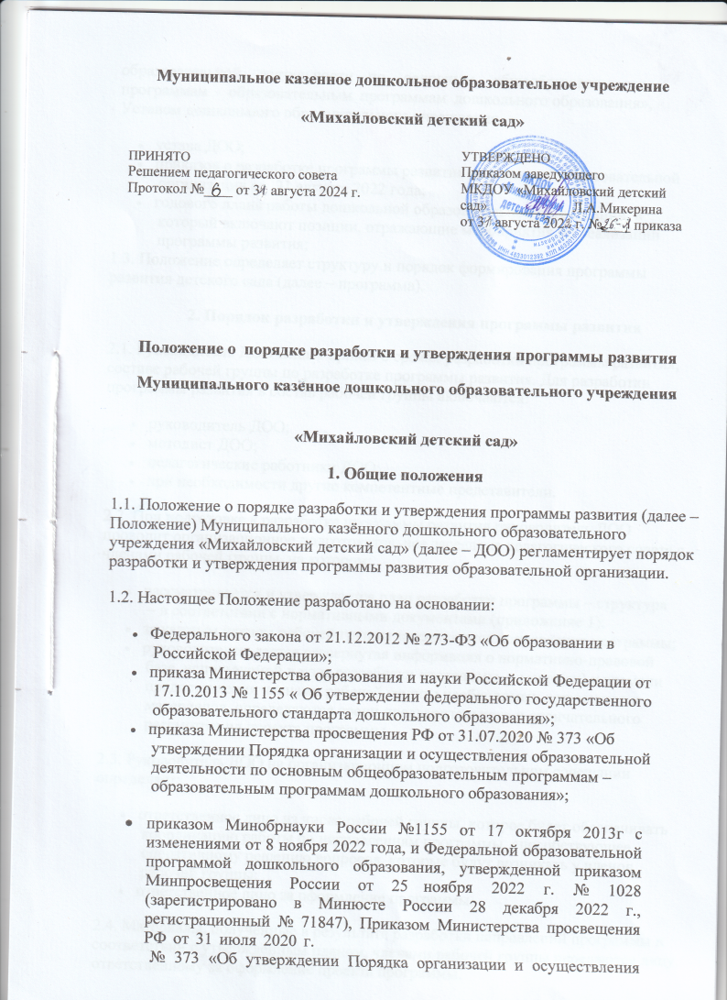 Муниципальное казенное дошкольное образовательное учреждение
«Михайловский детский сад»
ПРИНЯТО
Решением педагогического совета
Протокол № 6 от 31 августа 2024 г.
УТВЕРЖДЕНО
Приказом заведующего
МКДОУ «Михайловский детский
сад» Л.А.Микерина
от 31 августа 2022 г. № 26-1 приказа
Положение о порядке разработки и утверждения программы развития
Муниципального казённое дошкольного образовательного учреждения
«Михайловский детский сад»
1. Общие положения
1.1. Положение о порядке разработки и утверждения программы развития (далее –
Положение) Муниципального казённого дошкольного образовательного
учреждения «Михайловский детский сад» (далее – ДОО) регламентирует порядок
разработки и утверждения программы развития образовательной организации.
1.2. Настоящее Положение разработано на основании:
• Федерального закона от 21.12.2012 № 273-ФЗ «Об образовании в
Российской Федерации»;
• приказа Министерства образования и науки Российской Федерации от
17.10.2013 № 1155 « Об утверждении федерального государственного
образовательного стандарта дошкольного образования»;
• приказа Министерства просвещения РФ от 31.07.2020 № 373 «Об
утверждении Порядка организации и осуществления образовательной
деятельности по основным общеобразовательным программам –
образовательным программам дошкольного образования»;
• приказом Минобрнауки России №1155 от 17 октября 2013г с
изменениями от 8 ноября 2022 года, и Федеральной образовательной
программой дошкольного образования, утвержденной приказом
Минпросвещения России от 25 ноября 2022 г. № 1028
(зарегистрировано в Минюсте России 28 декабря 2022 г.,
регистрационный № 71847), Приказом Министерства просвещения
РФ от 31 июля 2020 г.
№ 373 «Об утверждении Порядка организации и осуществления